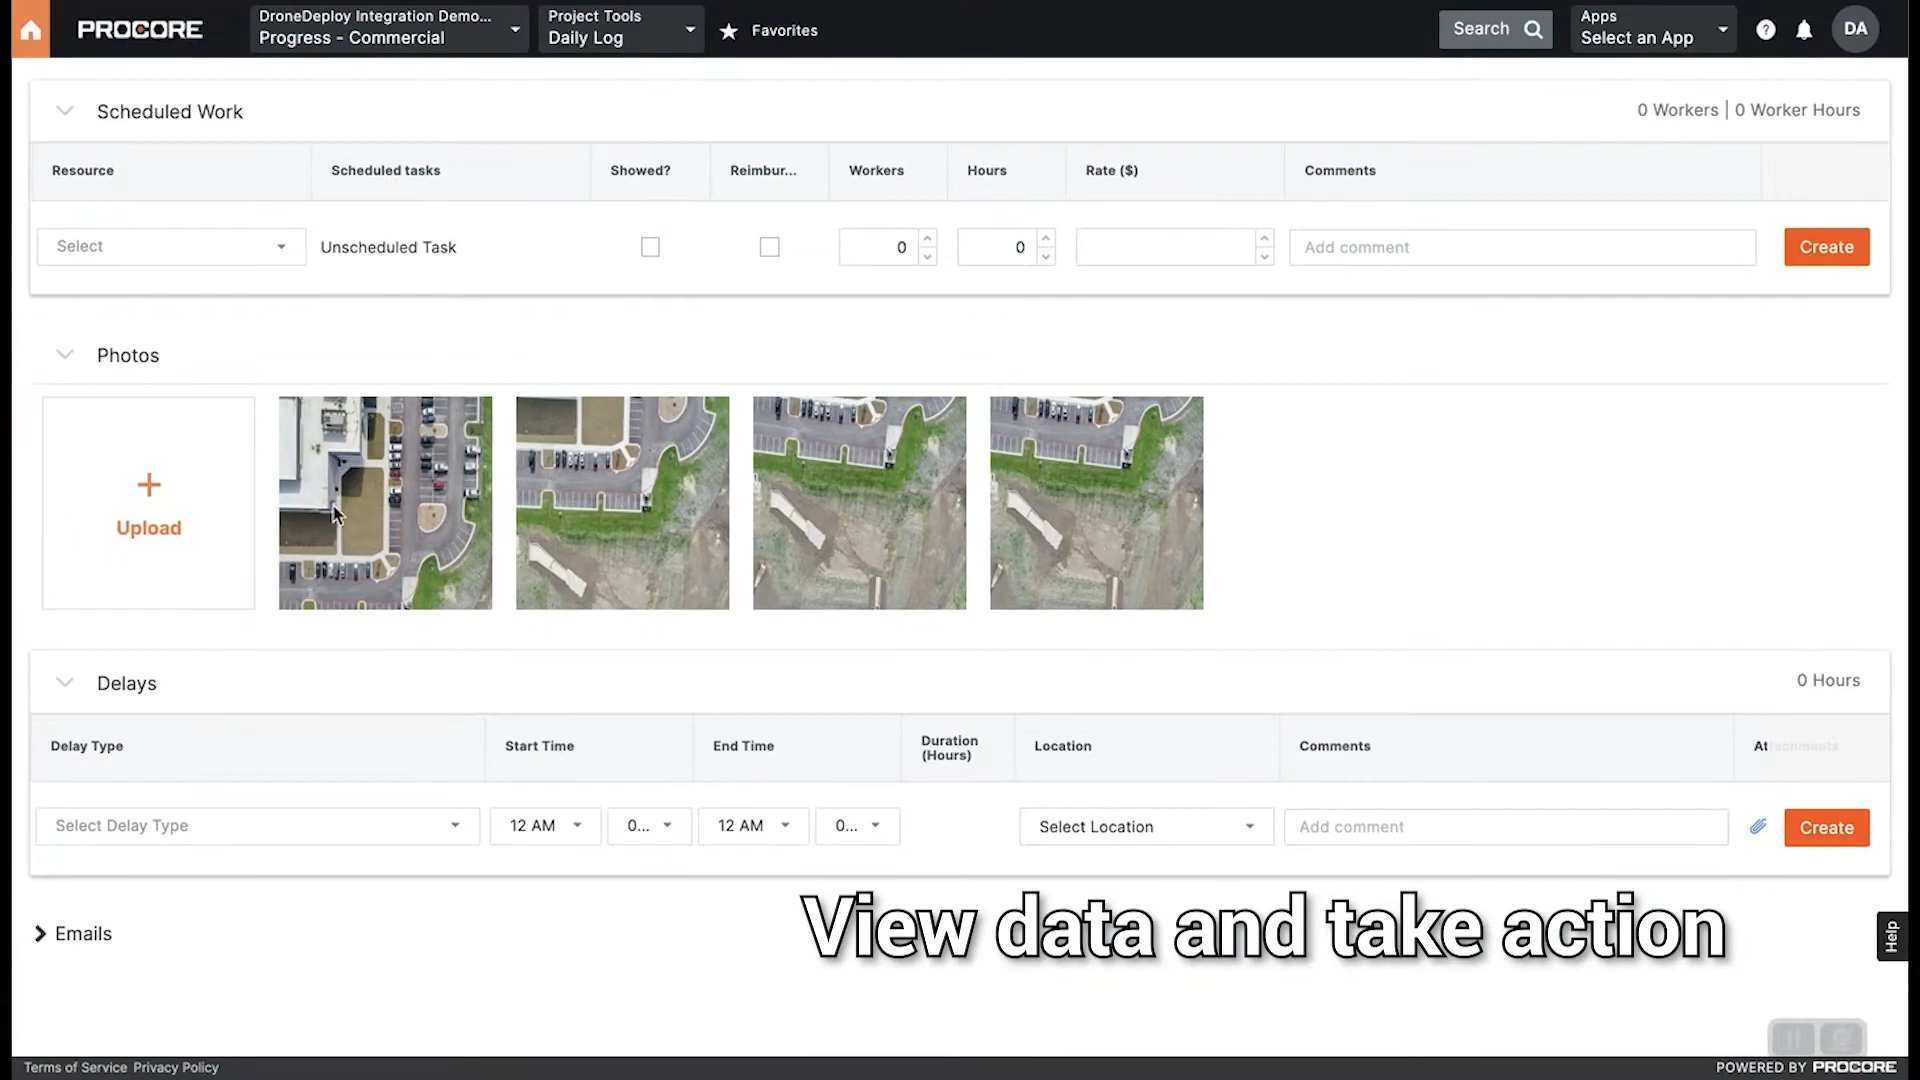 PROCORE
DroneDeploy Integration Demo...
Progress - Commercial
Project Tools
Daily Log
Favorites
Search
Apps
Select an App
DA
Scheduled Work
0 Workers | 0 Worker Hours
Resource
Scheduled tasks
Showed?
Reimbur...
Workers
Hours
Rate ($)
Comments
Select
Unscheduled Task
0
0
Add comment
Create
Photos
+
Upload
Delays
0 Hours
Delay Type
Start Time
End Time
Duration
(Hours)
Location
Comments
Attachments
Select Delay Type
12 AM
0...
12 AM
0...
Select Location
Add comment
Create
View data and take action
Emails
Help
Terms of Service Privacy Policy
POWERED BY PROCORE